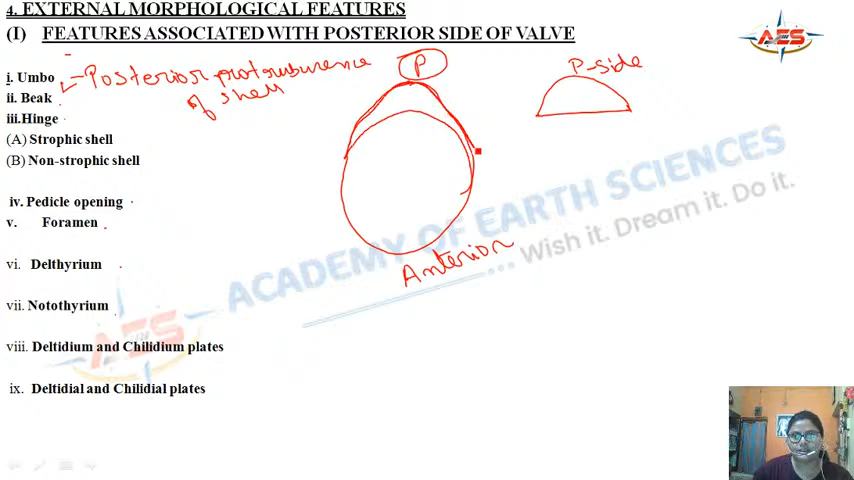 4. EXTERNAL MORPHOLOGICAL FEATURES
(I) FEATURES ASSOCIATED WITH POSTERIOR SIDE OF VALVE
AES
i. Umbo
- Posterior protruburence
of shell
P
P-side
ii. Beak
iii.Hinge
(A) Strophic shell
(B) Non-strophic shell
iv. Pedicle opening
v. Foramen
vi. Delthyrium
Anterior
vii. Notothyrium
viii. Deltidium and Chilidium plates
ix. Deltidial and Chilidial plates
ACADEMY OF EARTH SCIENCES
... Wish it. Dream it. Do it.
AES